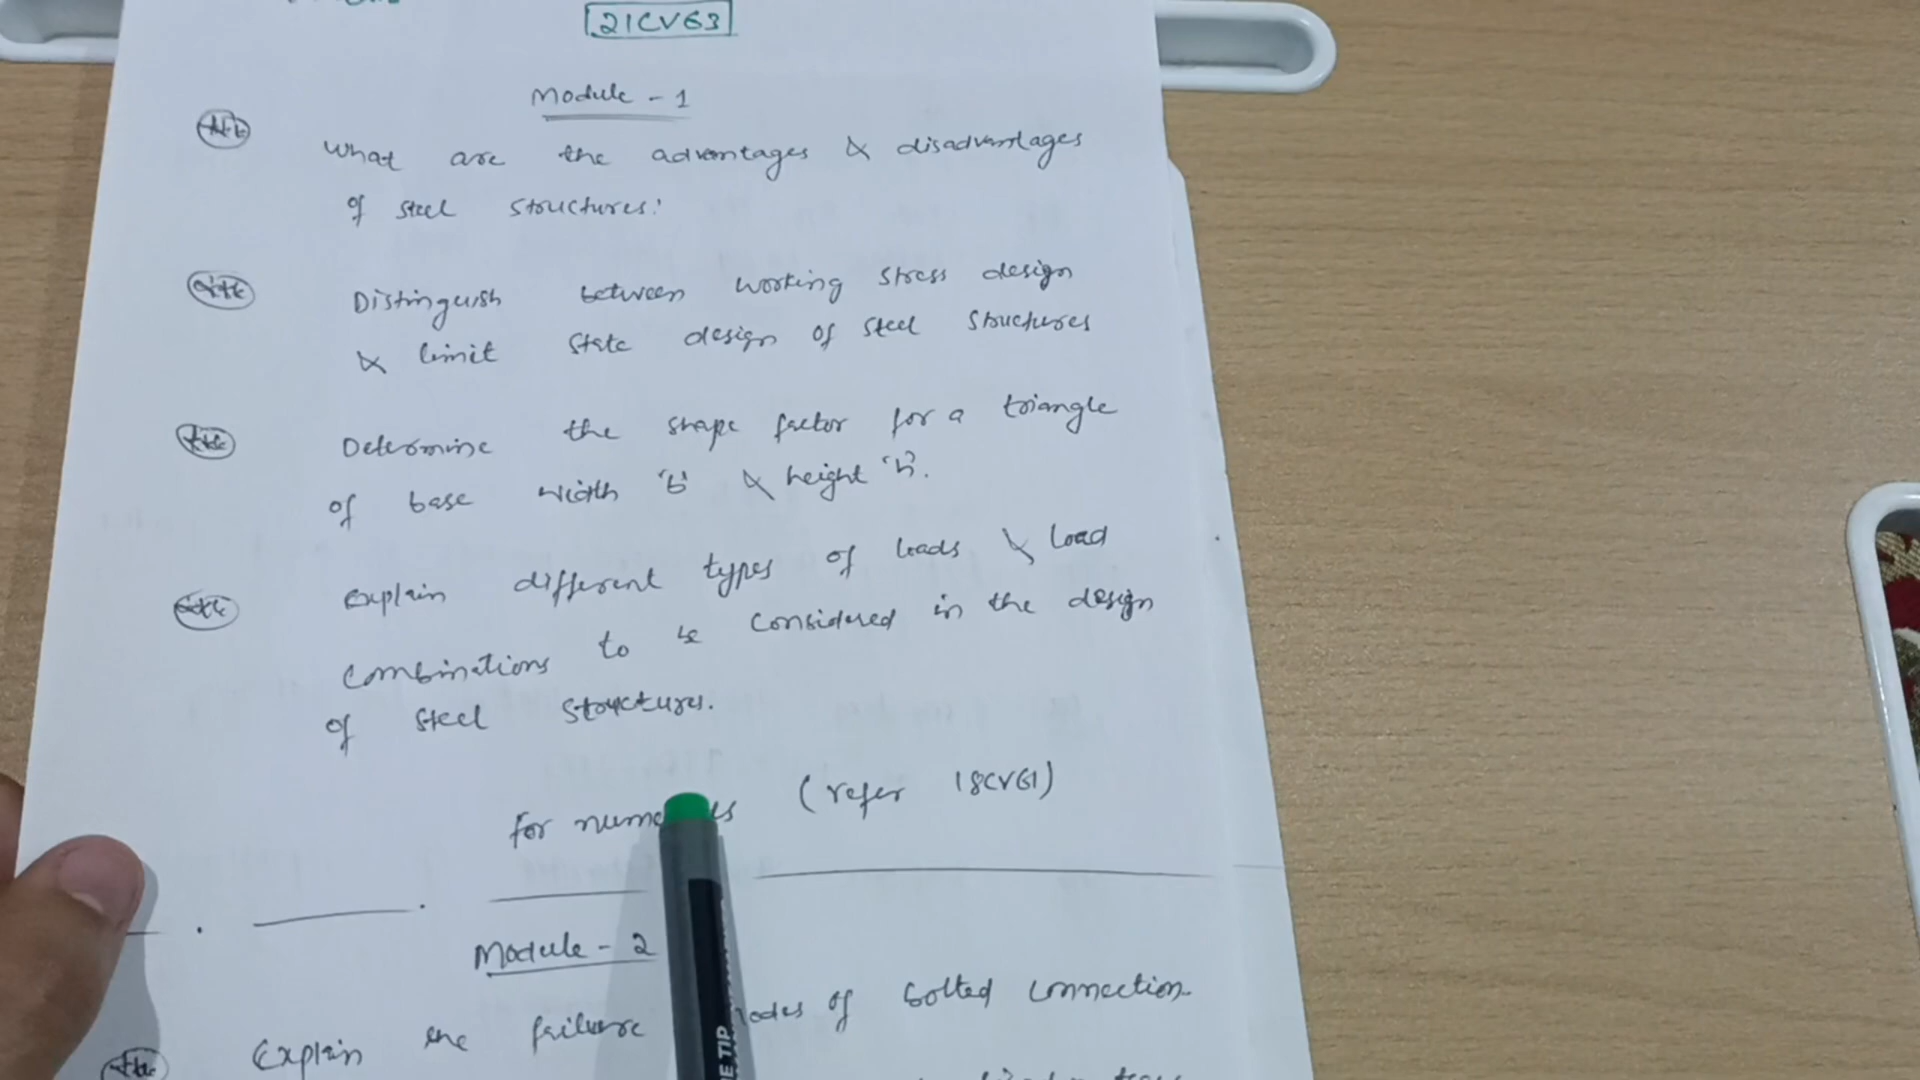 21CV63
Module - 1
What are the advantages & disadvantages
of steel structures?
Distinguish between working stress design
& limit state design of steel structures
Determine the shape factor for a triangle
of base width 'b' & height 'h'.
explain different types of loads & load
combinations to be considered in the design
of steel structures.
for (refer 18CV61)
Module - 2
Explain the failure of bolted connection.
E TIP